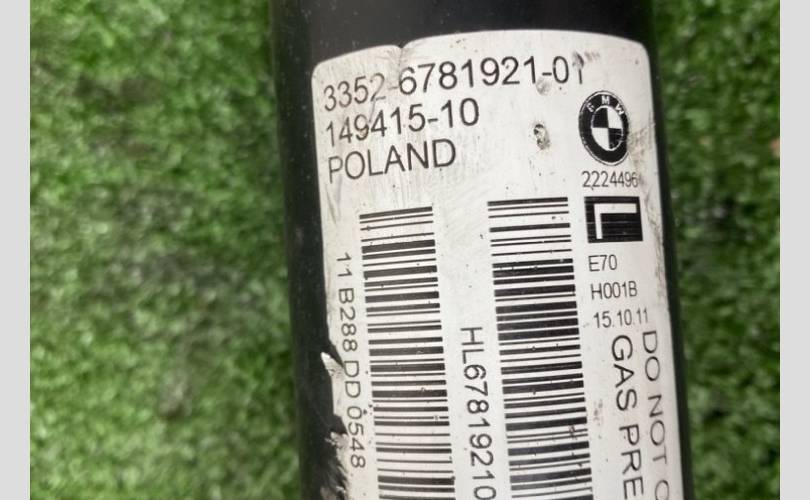 3352-6781921-01
149415-10
POLAND
BMW
2224496
L
E70
H001B
15.10.11
11 B288 DD 0548
HL67819210
DO NOT
GAS PRE